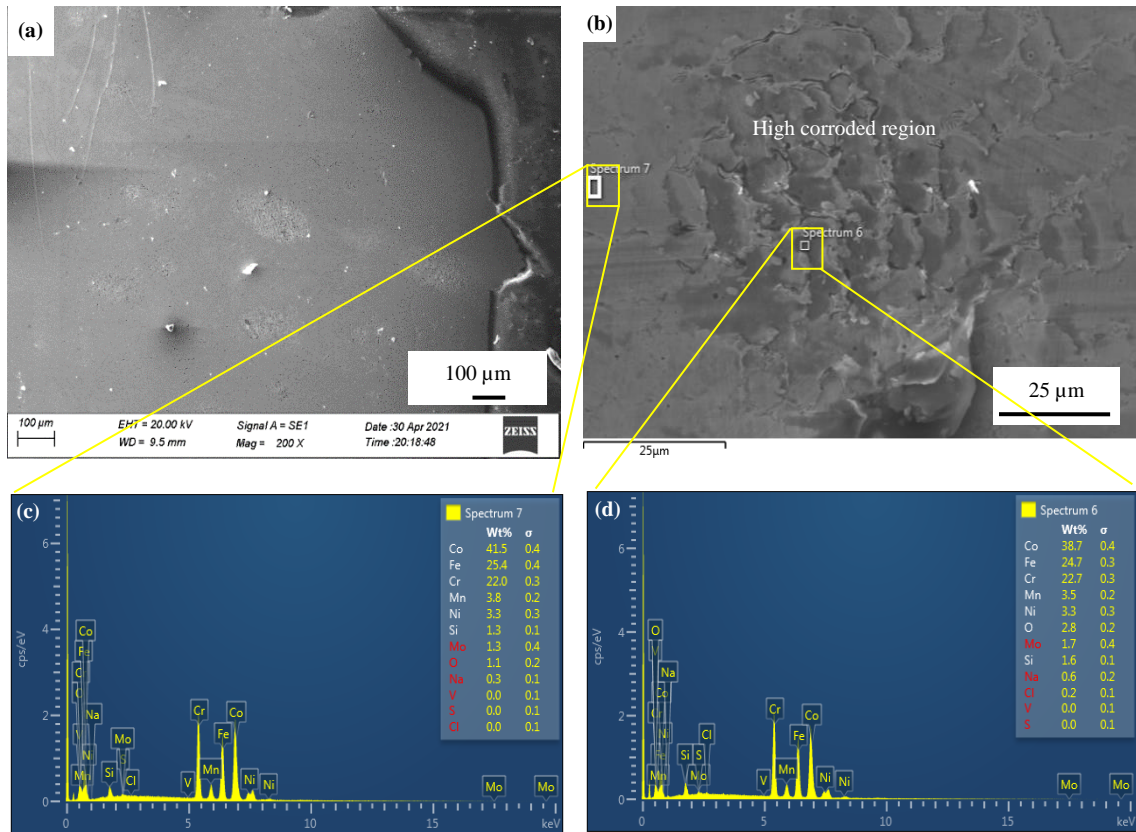 (a)
100 µm
100 µm
EHT = 20.00 kV
WD = 9.5 mm
Signal A = SE1
Mag = 200 X
Date :30 Apr 2021
Time :20:18:48
ZEISS
(b)
High corroded region
Spectrum 7
Spectrum 6
25 µm
25µm
(c)
Spectrum 7
Wt% σ
Co 41.5 0.4
Fe 25.4 0.4
Cr 22.0 0.3
Mn 3.8 0.2
Ni 3.3 0.3
Si 1.3 0.1
Mo 1.3 0.4
O 1.1 0.2
Na 0.3 0.1
V 0.0 0.1
S 0.0 0.1
Cl 0.0 0.1
cps/eV
6
4
2
0
Co
Fe
Na
Mn
Si
Mo
S
Cl
V
Cr
Mn
Fe
Co
Ni
Ni
Mo
Mo
0 5 10 15 keV
(d)
Spectrum 6
Wt% σ
Co 38.7 0.4
Fe 24.7 0.3
Cr 22.7 0.3
Mn 3.5 0.2
Ni 3.3 0.3
O 2.8 0.2
Mo 1.7 0.4
Si 1.6 0.1
Na 0.6 0.2
Cl 0.2 0.1
V 0.0 0.1
S 0.0 0.1
cps/eV
6
4
2
0
O
Na
Co
Fe
Mn
Si
S
Mo
Cl
V
Cr
Mn
Fe
Co
Ni
Ni
Mo
Mo
0 5 10 15 keV